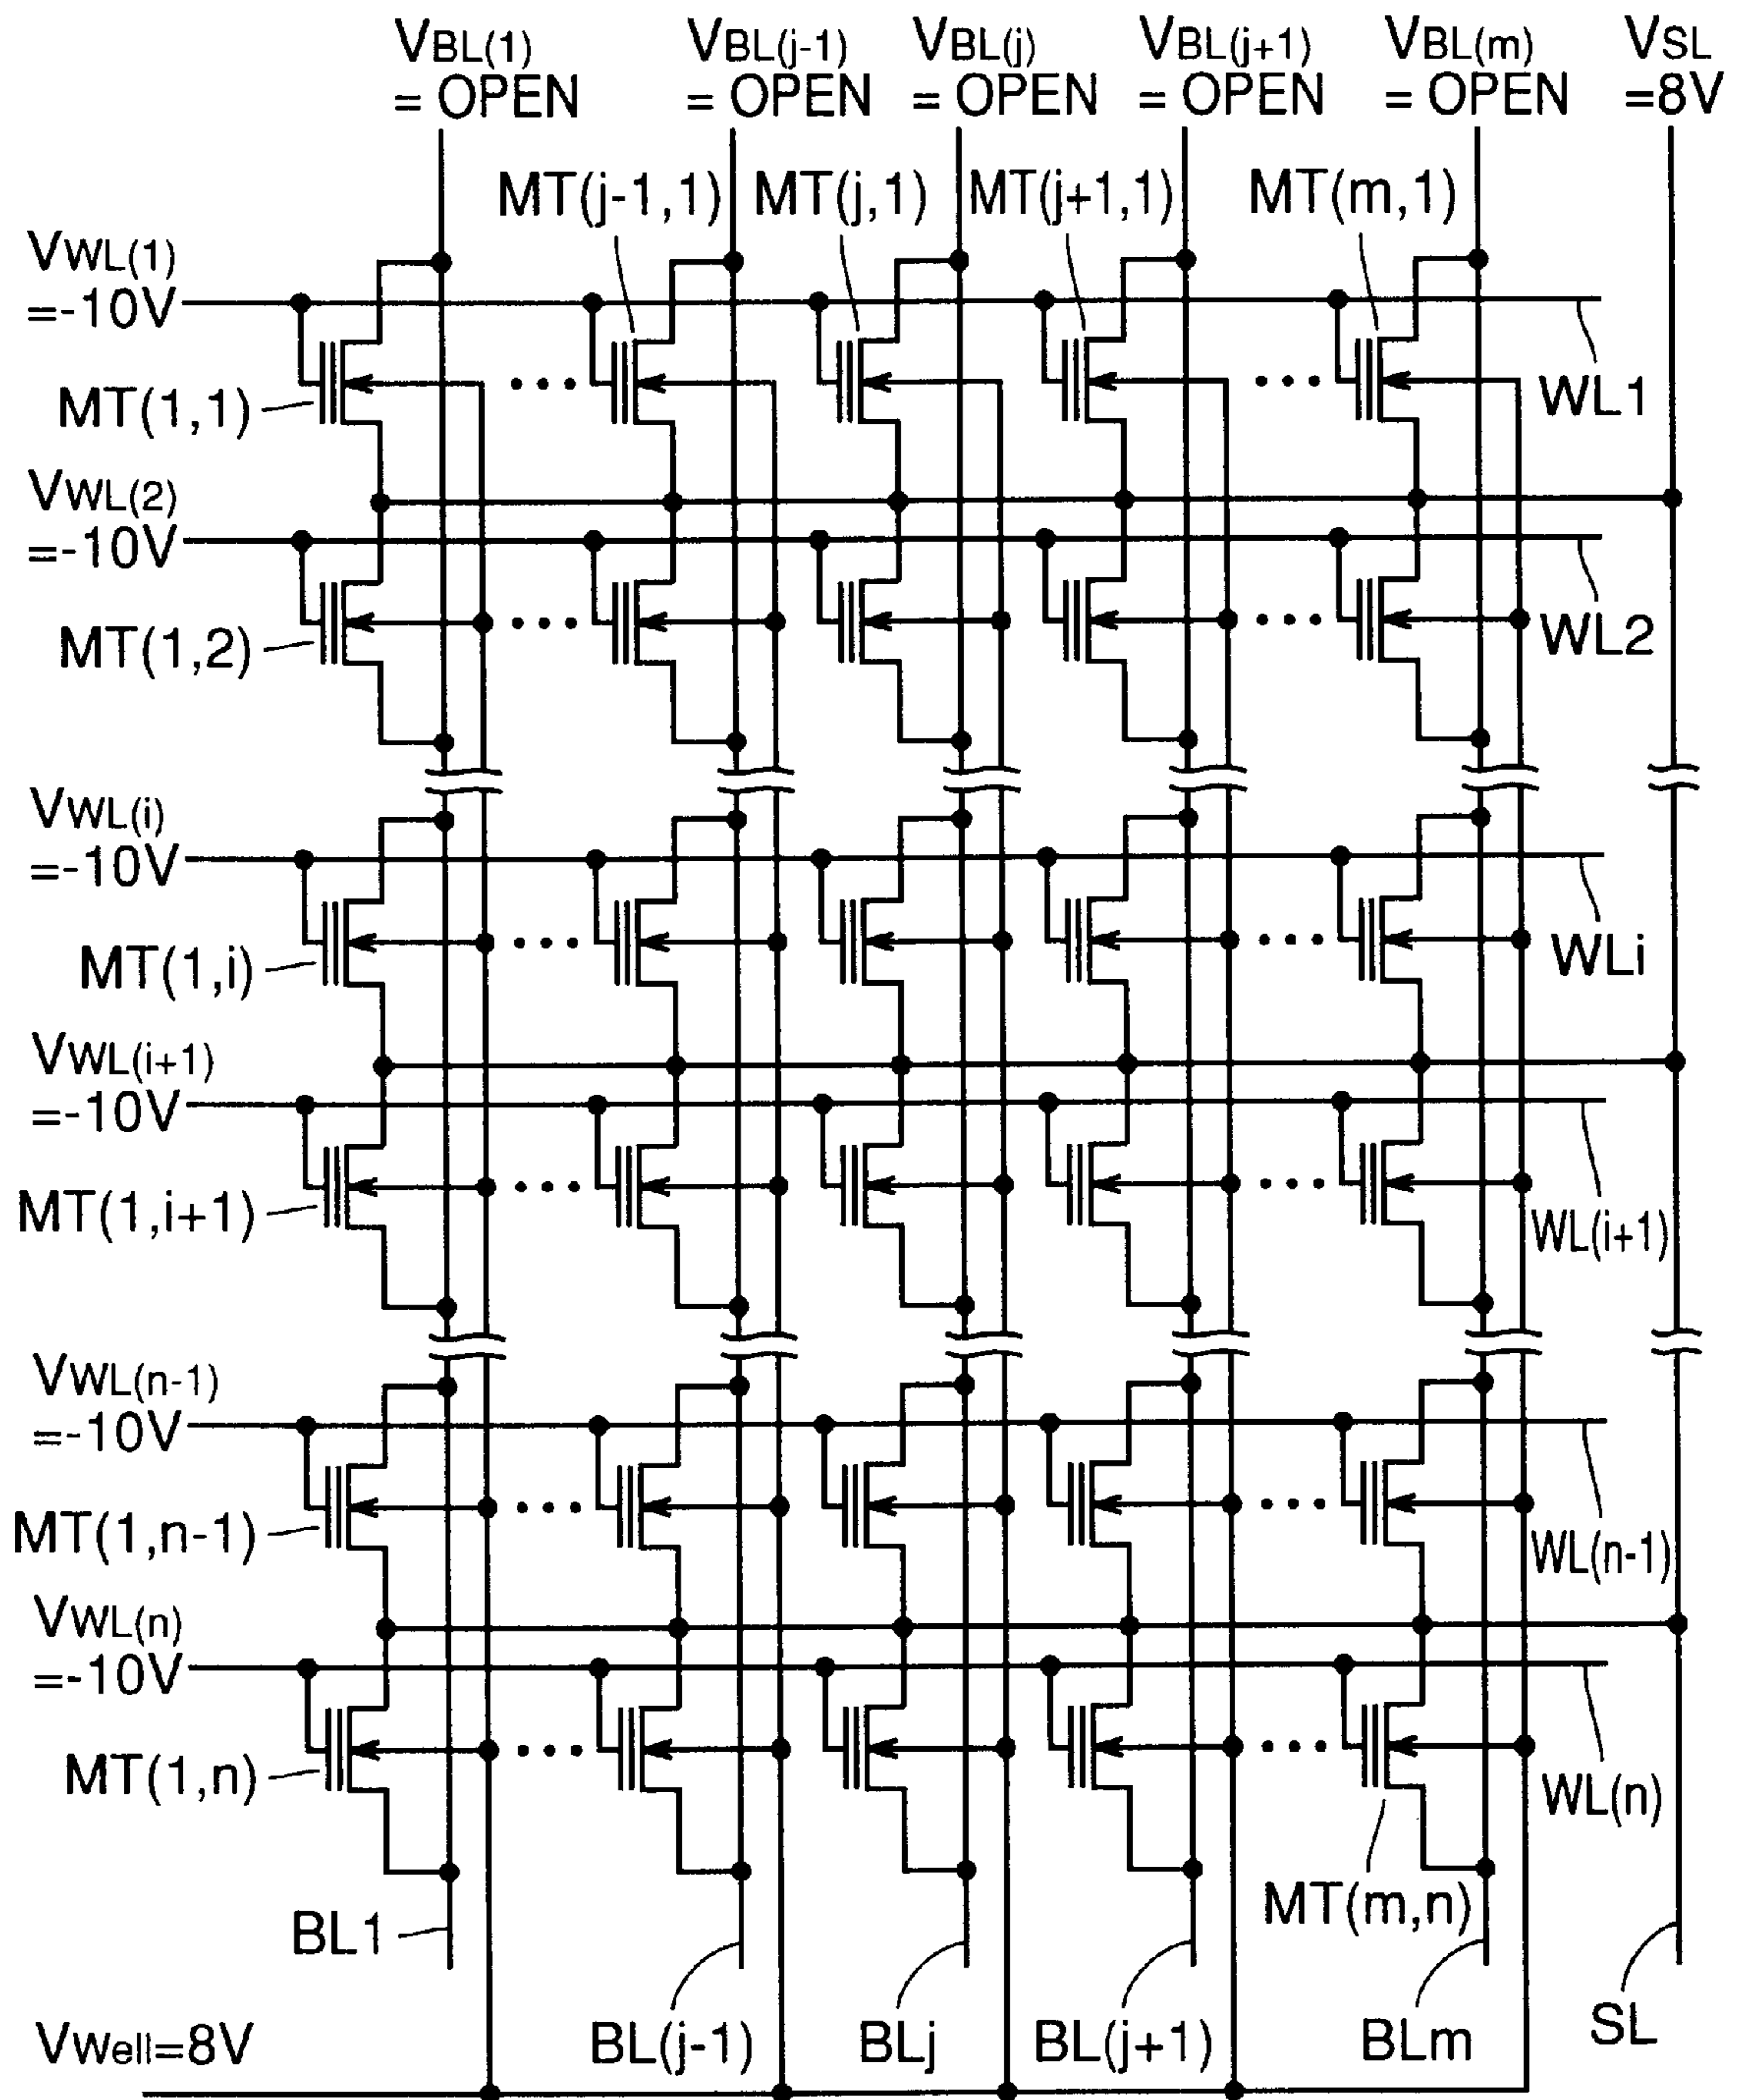 VBL(1)
= OPEN
VBL(j-1)
= OPEN
VBL(j)
= OPEN
VBL(j+1)
= OPEN
VBL(m)
= OPEN
VSL
=8V
MT(j-1,1)
MT(j,1)
MT(j+1,1)
MT(m,1)
VWL(1)
=-10V
MT(1,1)
WL1
VWL(2)
=-10V
MT(1,2)
WL2
VWL(i)
=-10V
MT(1,i)
WLi
VWL(i+1)
=-10V
MT(1,i+1)
WL(i+1)
VWL(n-1)
=-10V
MT(1,n-1)
WL(n-1)
VWL(n)
=-10V
MT(1,n)
WL(n)
MT(m,n)
BL1
BL(j-1)
BLj
BL(j+1)
BLm
SL
VWell=8V